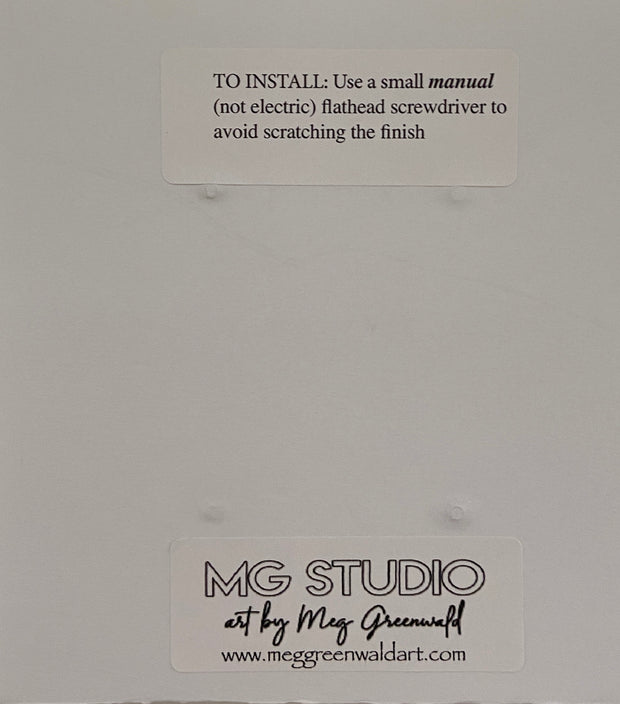 TO INSTALL: Use a small manual
(not electric) flathead screwdriver to
avoid scratching the finish
MG STUDIO
art by Meg Greenwald
www.meggreenwaldart.com